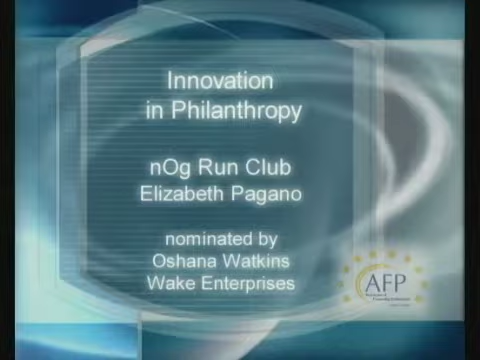 Innovation
in Philanthropy
nOg Run Club
Elizabeth Pagano
nominated by
Oshana Watkins
Wake Enterprises
AFP